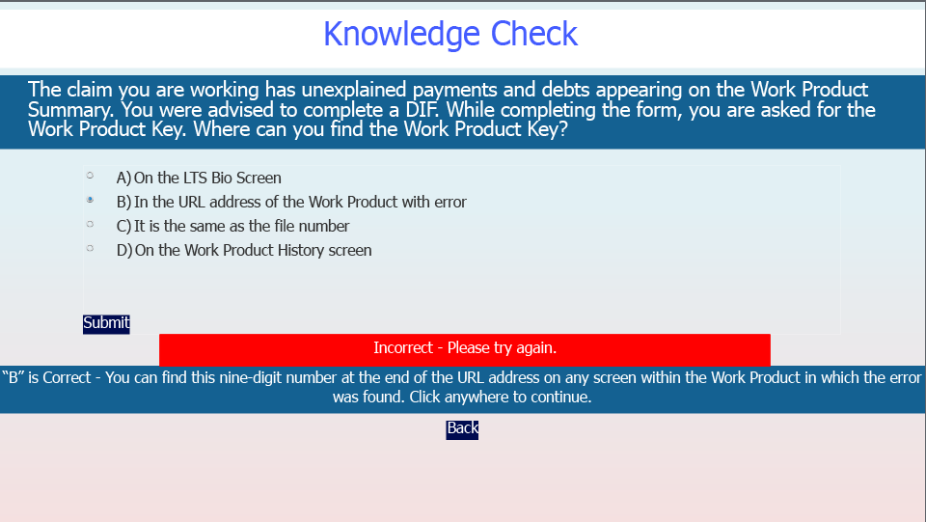 Knowledge Check
The claim you are working has unexplained payments and debts appearing on the Work Product
Summary. You were advised to complete a DIF. While completing the form, you are asked for the
Work Product Key. Where can you find the Work Product Key?
A) On the LTS Bio Screen
B) In the URL address of the Work Product with error
C) It is the same as the file number
D) On the Work Product History screen
Submit
Incorrect - Please try again.
“B” is Correct - You can find this nine-digit number at the end of the URL address on any screen within the Work Product in which the error
was found. Click anywhere to continue.
Back